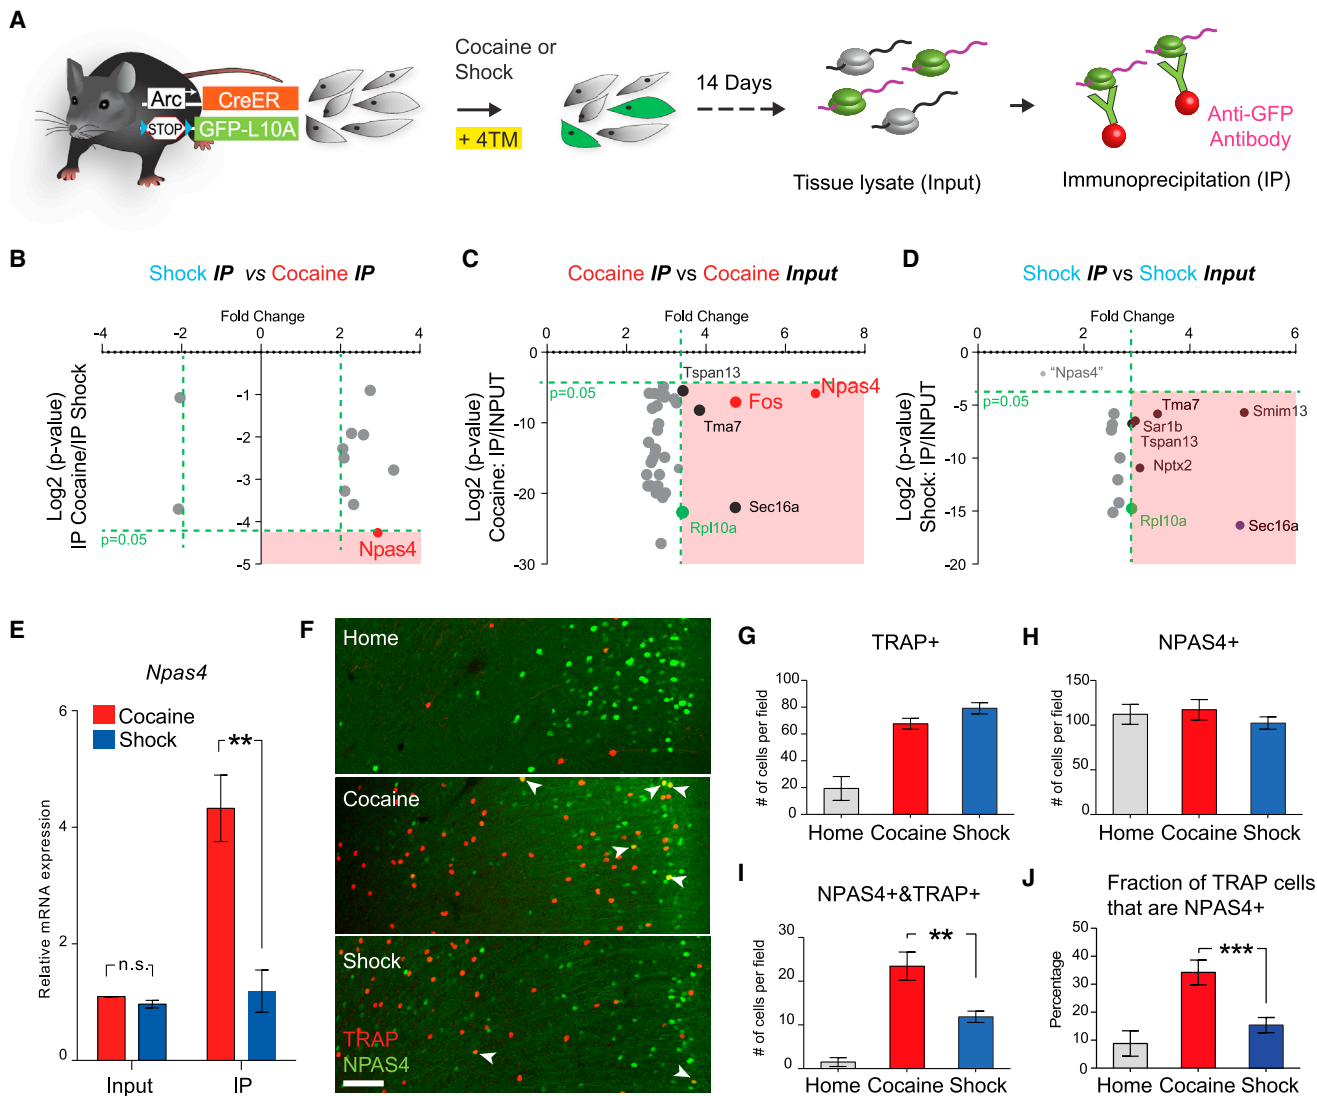 A
Arc
CreER
STOP
GFP-L10A
Cocaine or
Shock
+ 4TM
14 Days
Tissue lysate (Input)
Anti-GFP
Antibody
Immunoprecipitation (IP)
B
Shock IP vs Cocaine IP
Fold Change
-4 -2 0 2 4
-1
-2
-3
-4
-5
p=0.05
Npas4
Log2 (p-value)
IP Cocaine/IP Shock
C
Cocaine IP vs Cocaine Input
Fold Change
0 2 4 6 8
0
-10
-20
-30
p=0.05
Tspan13
Npas4
Fos
Tma7
Sec16a
Rpl10a
Log2 (p-value)
Cocaine: IP/INPUT
D
Shock IP vs Shock Input
Fold Change
0 2 4 6
0
-5
-10
-15
-20
"Npas4"
p=0.05
Tma7
Smim13
Sar1b
Tspan13
Nptx2
Rpl10a
Sec16a
Log2 (p-value)
Shock: IP/INPUT
E
Npas4
6
4
2
0
Cocaine
Shock
**
n.s.
Relative mRNA expression
Input IP
F
Home
Cocaine
Shock
TRAP
NPAS4
G
TRAP+
# of cells per field
100
80
60
40
20
0
Home Cocaine Shock
H
NPAS4+
# of cells per field
150
100
50
0
Home Cocaine Shock
I
NPAS4+&TRAP+
# of cells per field
30
20
10
0
**
Home Cocaine Shock
J
Fraction of TRAP cells
that are NPAS4+
Percentage
50
40
30
20
10
0
***
Home Cocaine Shock